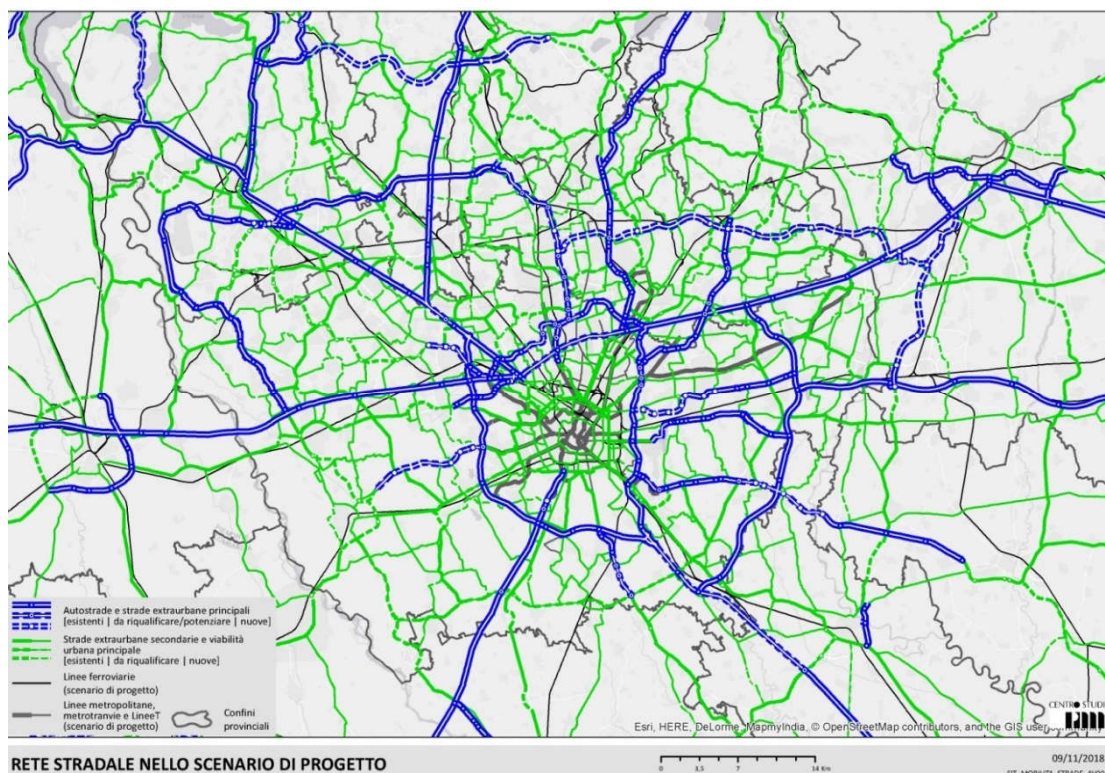 Autostrade e strade extraurbane principali
[esistenti | da riqualificare/potenziare | nuove]
Strade extraurbane secondarie e viabilità
urbana principale
[esistenti | da riqualificare | nuove]
Linee ferroviarie
(scenario di progetto)
Linee metropolitane,
metrotranvie e LineeT
(scenario di progetto)
Confini
provinciali
CENTRO STUDI
PIM
Esri, HERE, DeLorme, MapmyIndia, © OpenStreetMap contributors, and the GIS user
RETE STRADALE NELLO SCENARIO DI PROGETTO
0 3,5 7 14 Km
09/11/2018